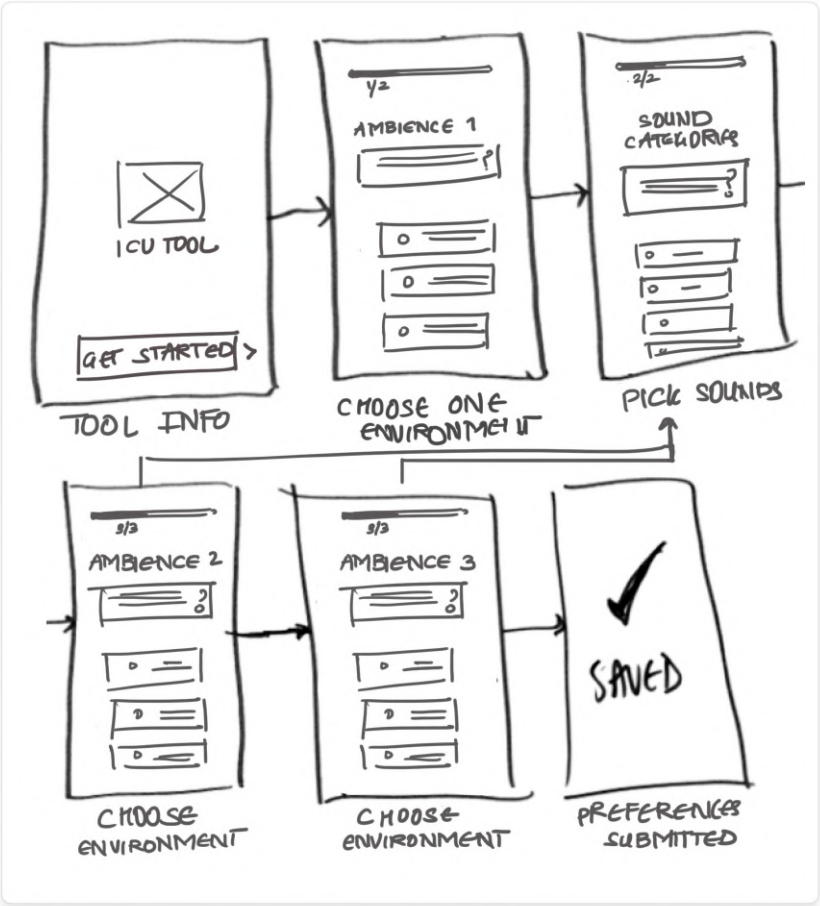 ICU TOOL
GET STARTED >
TOOL INFO
1/2
AMBIENCE 1
?
CHOOSE ONE
ENVIRONMENT
2/2
SOUND
CATEGORIES
?
PICK SOUNDS
3/3
AMBIENCE 2
?
CHOOSE
ENVIRONMENT
3/3
AMBIENCE 3
?
CHOOSE
ENVIRONMENT
SAVED
PREFERENCES
SUBMITTED